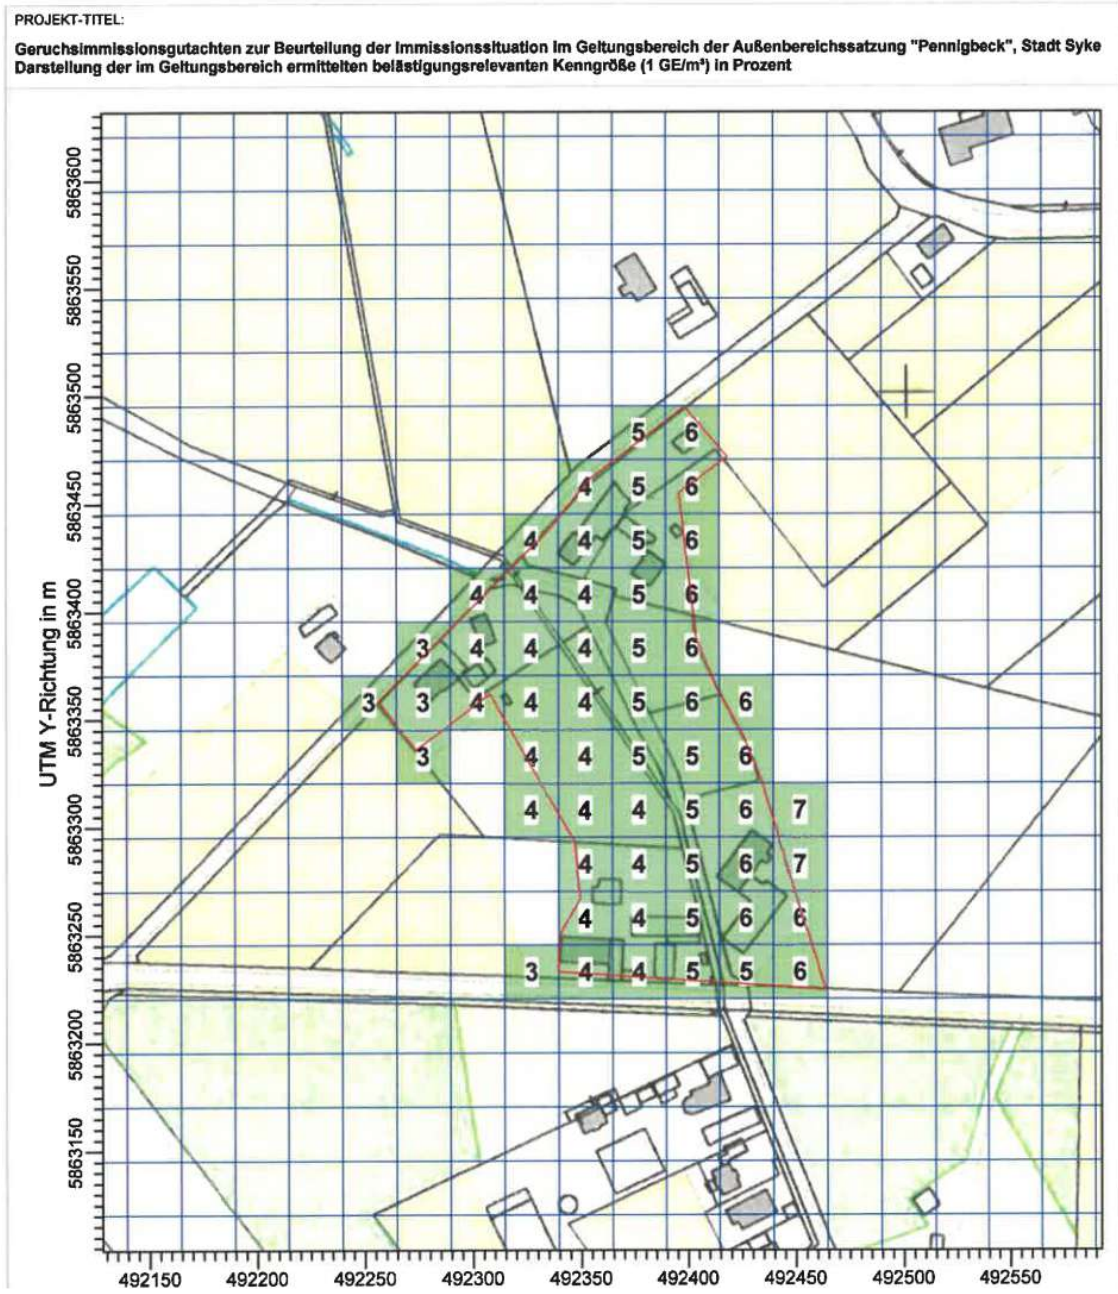 PROJEKT-TITEL:
Geruchsimmissionsgutachten zur Beurteilung der Immissionssituation im Geltungsbereich der Außenbereichssatzung "Pennigbeck", Stadt Syke
Darstellung der im Geltungsbereich ermittelten belästigungsrelevanten Kenngröße (1 GE/m³) in Prozent
UTM Y-Richtung in m
5863600
5863550
5863500
5863450
5863400
5863350
5863300
5863250
5863200
5863150
5 6
4 5 6
4 4 5 6
4 4 4 5 6
3 4 4 4 5 6
3 3 4 4 4 5 6 6
3 4 4 5 5 6
4 4 4 5 6 7
4 4 5 6 7
4 4 5 6 6
3 4 4 5 5 6
492150 492200 492250 492300 492350 492400 492450 492500 492550